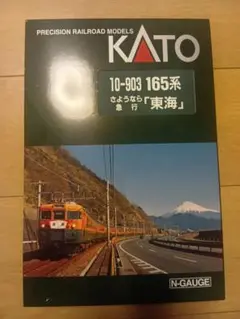 PRECISION RAILROAD MODELS
KATO
10-903 165系
さようなら
急行「東海」
N-GAUGE